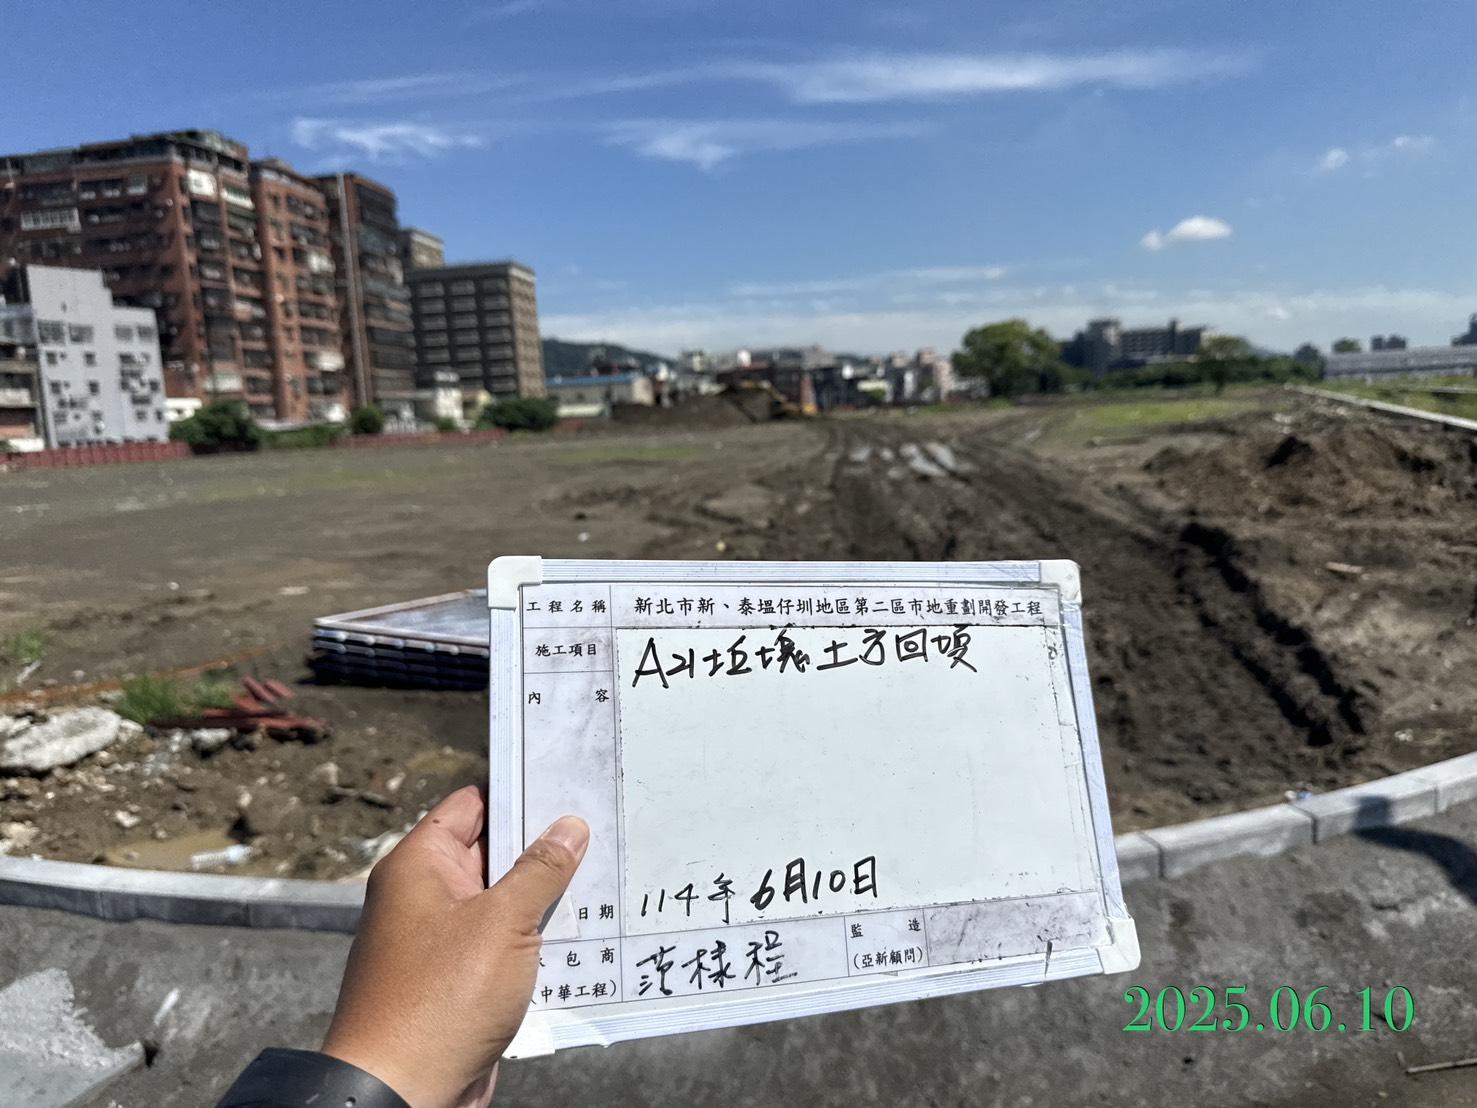 工程名稱 新北市新、泰塭仔圳地區第二區市地重劃開發工程
施工項目 A21坵塊土方回填
內容
日期 114年6月10日
包商 范樣程 監造
(中華工程) (亞新顧問)
2025.06.10